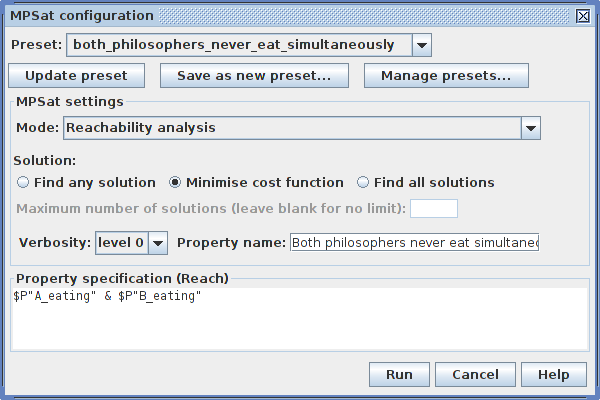 MPSat configuration
Preset: both_philosophers_never_eat_simultaneously
Update preset Save as new preset... Manage presets...
MPSat settings
Mode: Reachability analysis
Solution:
Find any solution Minimise cost function Find all solutions
Maximum number of solutions (leave blank for no limit):
Verbosity: level 0 Property name: Both philosophers never eat simultaneo
Property specification (Reach)
$P"A_eating" & $P"B_eating"
Run Cancel Help